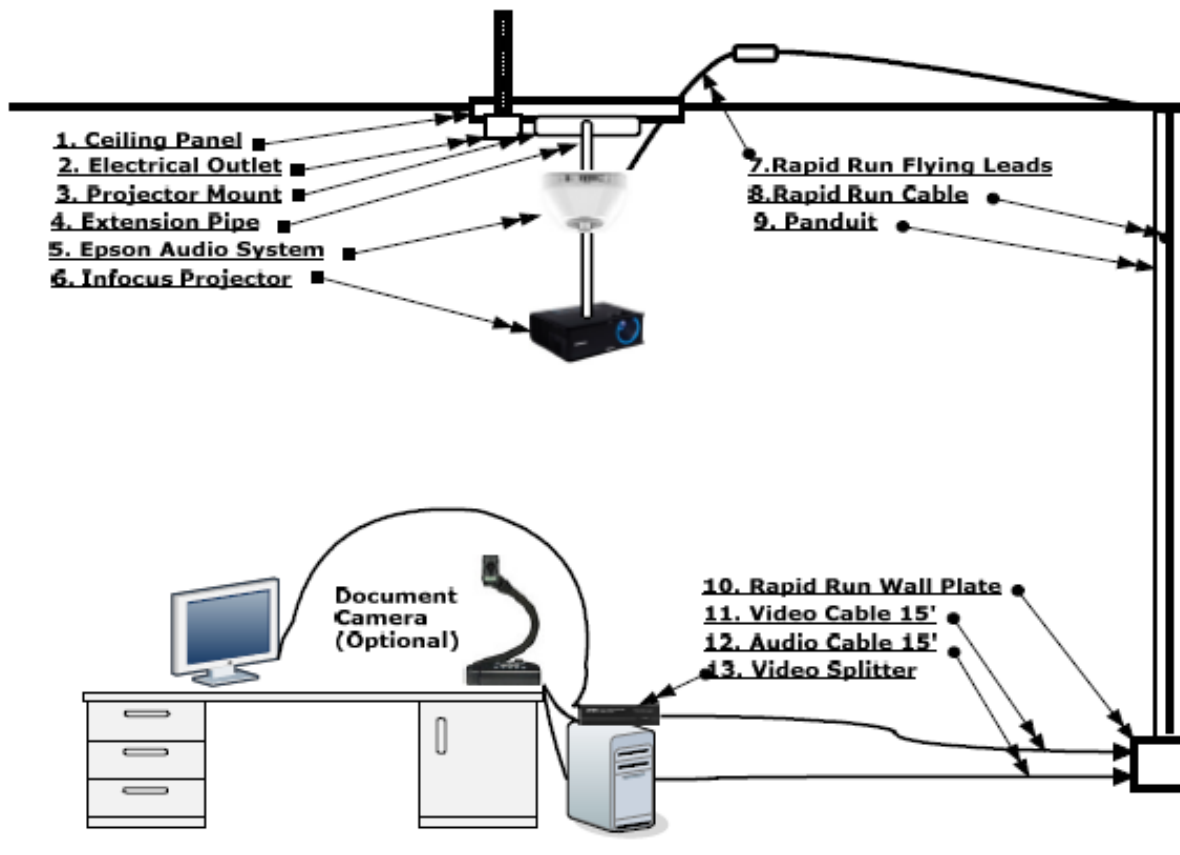 1. Ceiling Panel
2. Electrical Outlet
3. Projector Mount
4. Extension Pipe
5. Epson Audio System
6. Infocus Projector
7.Rapid Run Flying Leads
8.Rapid Run Cable
9. Panduit
Document
Camera
(Optional)
10. Rapid Run Wall Plate
11. Video Cable 15'
12. Audio Cable 15'
13. Video Splitter